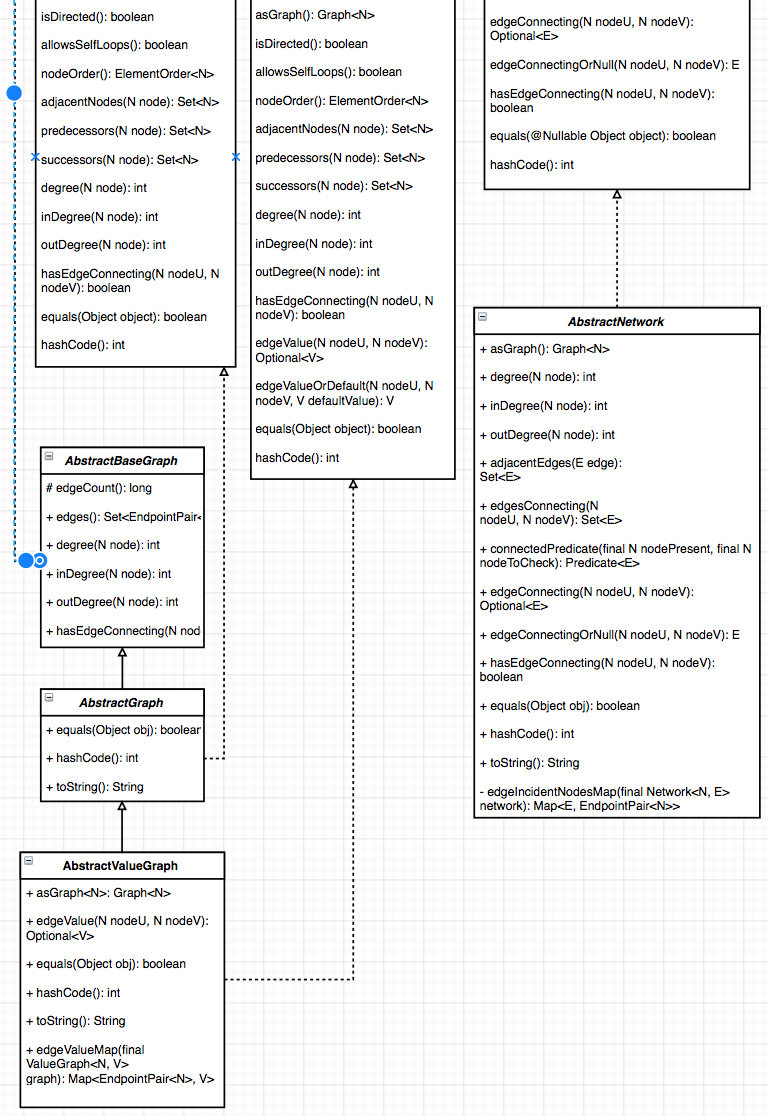 isDirected(): boolean
allowsSelfLoops(): boolean
nodeOrder(): ElementOrder<N>
adjacentNodes(N node): Set<N>
predecessors(N node): Set<N>
successors(N node): Set<N>
degree(N node): int
inDegree(N node): int
outDegree(N node): int
hasEdgeConnecting(N nodeU, N
nodeV): boolean
equals(Object object): boolean
hashCode(): int
asGraph(): Graph<N>
isDirected(): boolean
allowsSelfLoops(): boolean
nodeOrder(): ElementOrder<N>
adjacentNodes(N node): Set<N>
predecessors(N node): Set<N>
successors(N node): Set<N>
degree(N node): int
inDegree(N node): int
outDegree(N node): int
hasEdgeConnecting(N nodeU, N
nodeV): boolean
edgeValue(N nodeU, N nodeV):
Optional<V>
edgeValueOrDefault(N nodeU, N
nodeV, V defaultValue): V
equals(Object object): boolean
hashCode(): int
edgeConnecting(N nodeU, N nodeV):
Optional<E>
edgeConnectingOrNull(N nodeU, N nodeV): E
hasEdgeConnecting(N nodeU, N nodeV):
boolean
equals(@Nullable Object object): boolean
hashCode(): int
AbstractNetwork
+ asGraph(): Graph<N>
+ degree(N node): int
+ inDegree(N node): int
+ outDegree(N node): int
+ adjacentEdges(E edge):
Set<E>
+ edgesConnecting(N
nodeU, N nodeV): Set<E>
+ connectedPredicate(final N nodePresent, final N
nodeToCheck): Predicate<E>
+ edgeConnecting(N nodeU, N nodeV):
Optional<E>
+ edgeConnectingOrNull(N nodeU, N nodeV): E
+ hasEdgeConnecting(N nodeU, N nodeV):
boolean
+ equals(Object obj): boolean
+ hashCode(): int
+ toString(): String
- edgeIncidentNodesMap(final Network<N, E>
network): Map<E, EndpointPair<N>>
AbstractBaseGraph
# edgeCount(): long
+ edges(): Set<EndpointPair<
+ degree(N node): int
+ inDegree(N node): int
+ outDegree(N node): int
+ hasEdgeConnecting(N nod
AbstractGraph
+ equals(Object obj): boolean
+ hashCode(): int
+ toString(): String
AbstractValueGraph
+ asGraph<N>: Graph<N>
+ edgeValue(N nodeU, N nodeV):
Optional<V>
+ equals(Object obj): boolean
+ hashCode(): int
+ toString(): String
+ edgeValueMap(final
ValueGraph<N, V>
graph): Map<EndpointPair<N>, V>